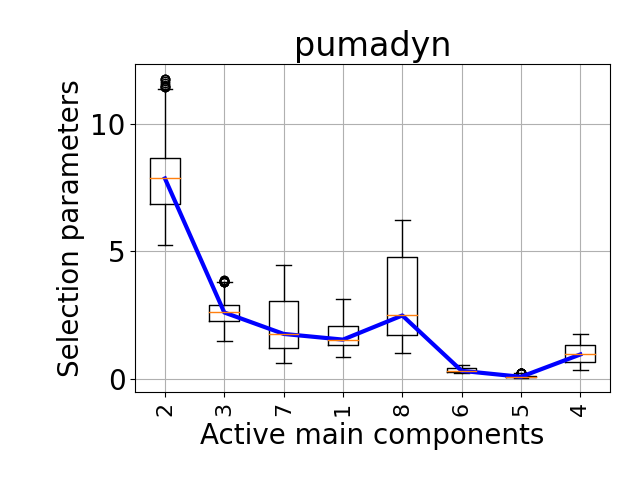 pumadyn
Selection parameters
10
5
0
2 3 7 1 8 6 5 4
Active main components